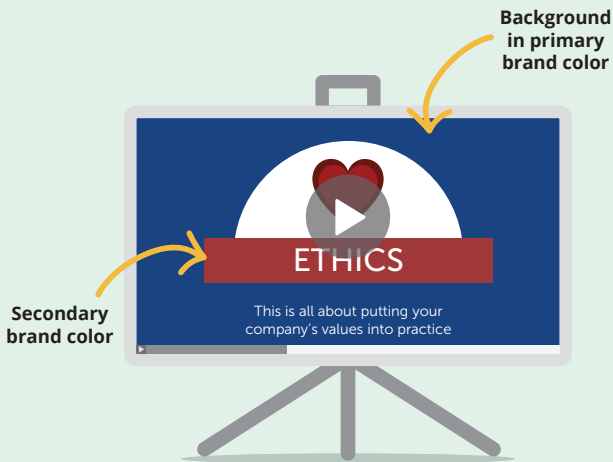 Background
in primary
brand color
ETHICS
This is all about putting your
company's values into practice
Secondary
brand color